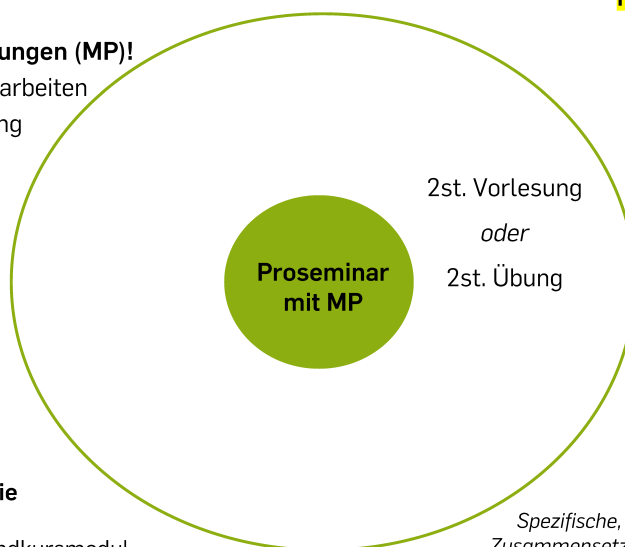 ungen (MP)!
arbeiten
ng
2st. Vorlesung
oder
2st. Übung
Proseminar
mit MP
ie
Spezifische,